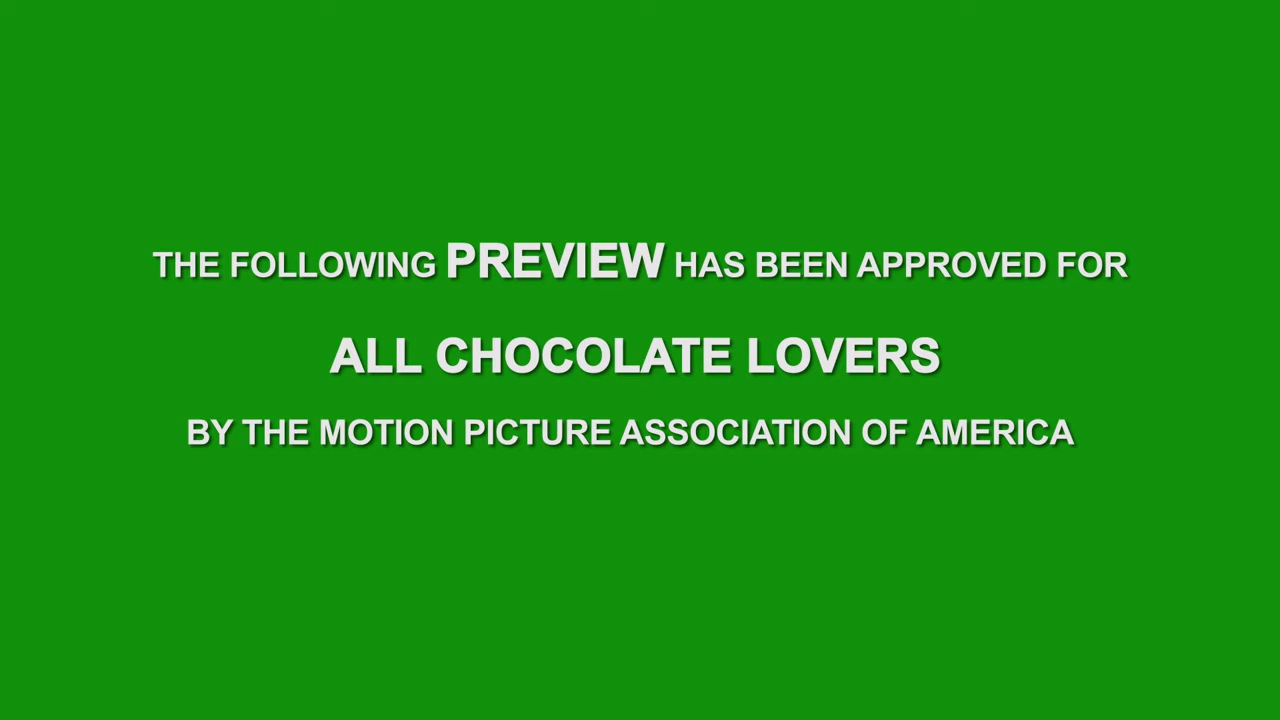 THE FOLLOWING PREVIEW HAS BEEN APPROVED FOR
ALL CHOCOLATE LOVERS
BY THE MOTION PICTURE ASSOCIATION OF AMERICA